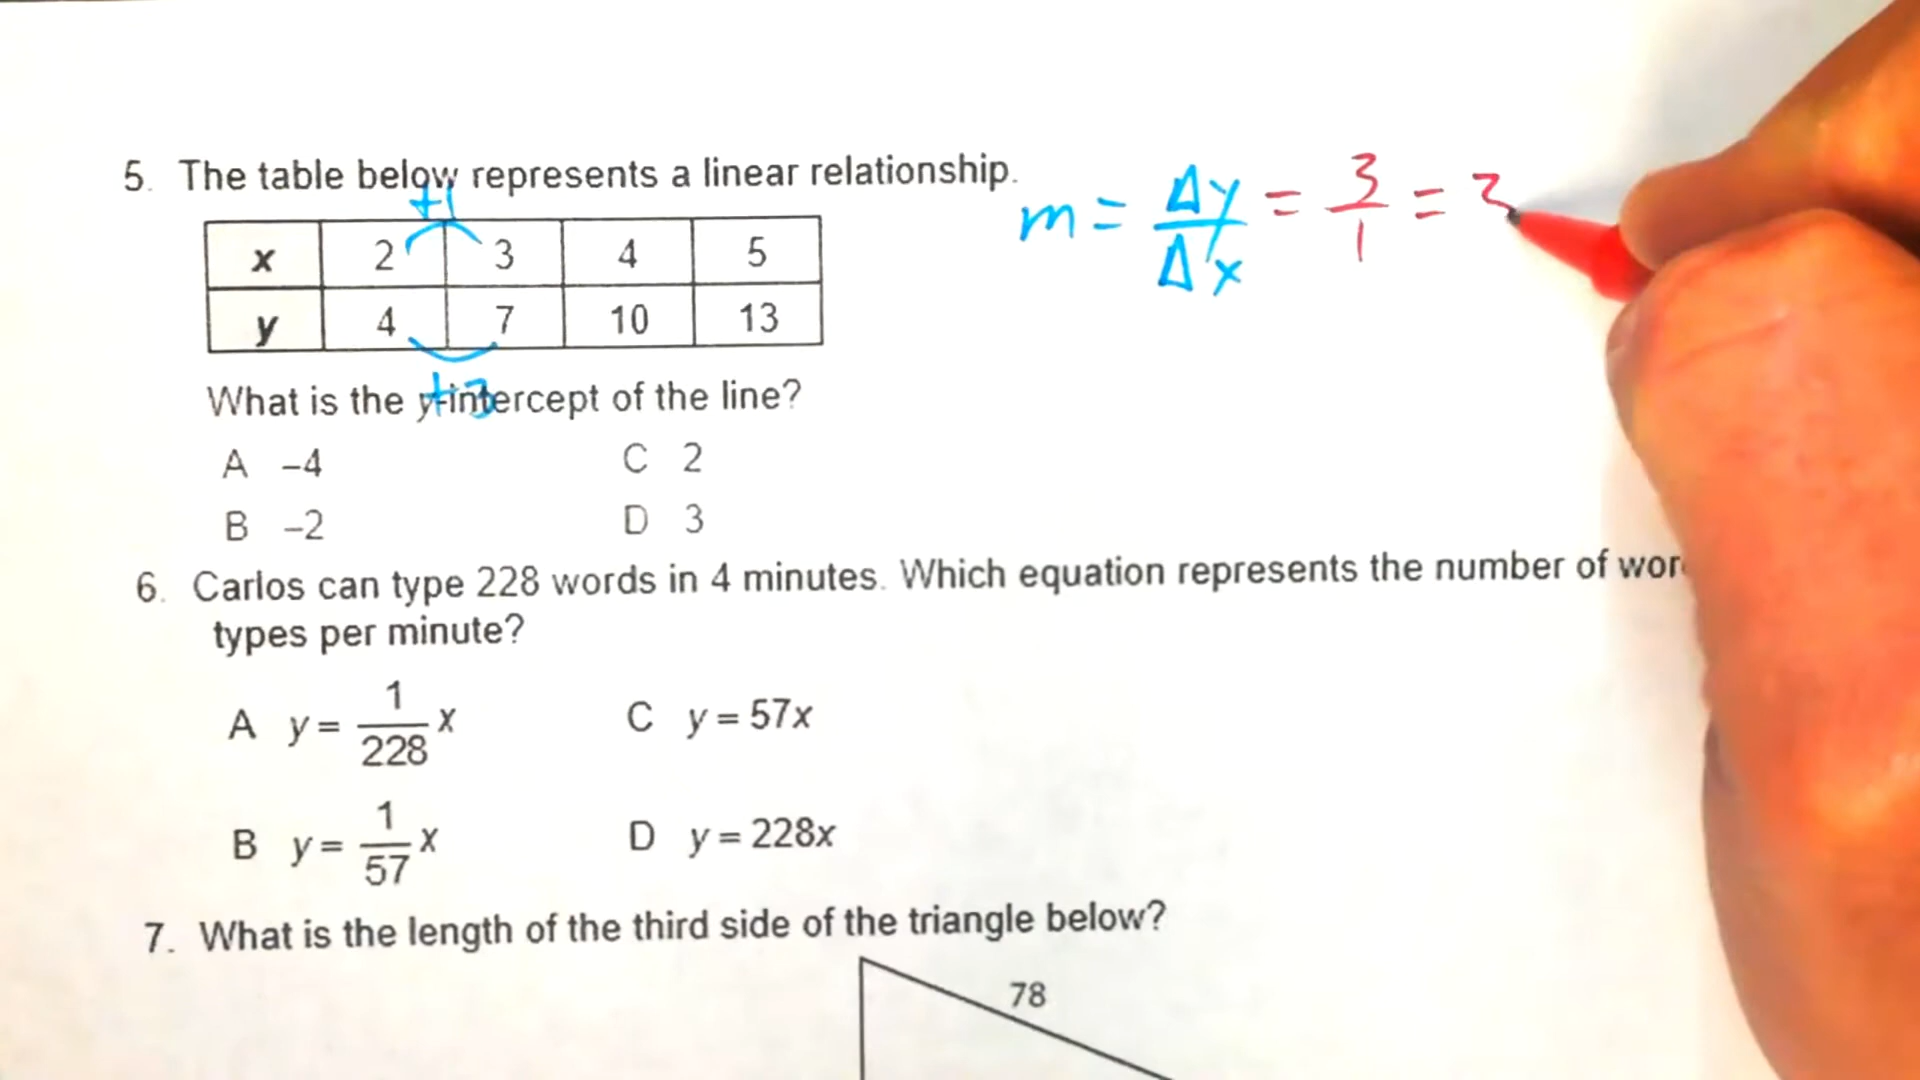 5. The table below represents a linear relationship.
+1
m = Δy/Δx = 3/1 = 3
x 2 3 4 5
y 4 7 10 13
+3
What is the y-intercept of the line?
A -4 C 2
B -2 D 3
6. Carlos can type 228 words in 4 minutes. Which equation represents the number of
types per minute?
A y = 1/228 x C y = 57x
B y = 1/57 x D y = 228x
7. What is the length of the third side of the triangle below?
78